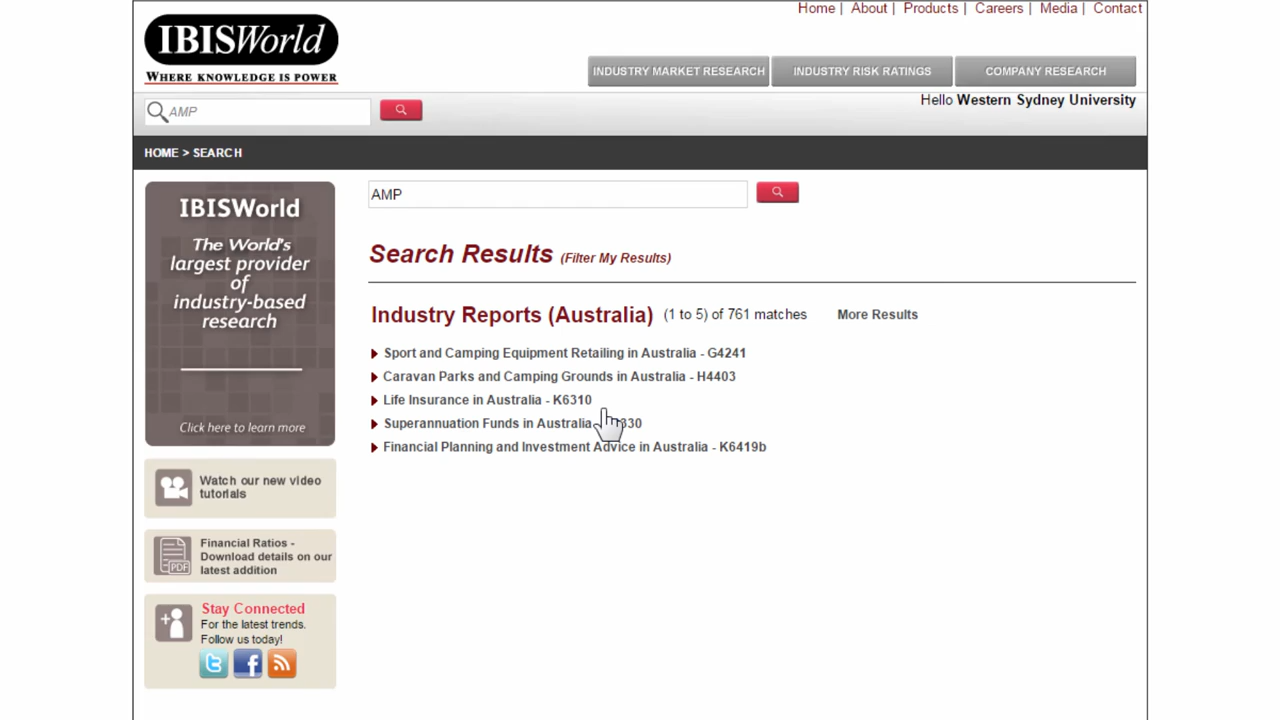 Home | About | Products | Careers | Media | Contact
IBISWorld
WHERE KNOWLEDGE IS POWER
INDUSTRY MARKET RESEARCH INDUSTRY RISK RATINGS COMPANY RESEARCH
Hello Western Sydney University
AMP
HOME > SEARCH
IBISWorld
The World's
largest provider
of
industry-based
research
Click here to learn more
Watch our new video
tutorials
Financial Ratios -
Download details on our
latest addition
PDF
Stay Connected
For the latest trends.
Follow us today!
AMP
Search Results (Filter My Results)
Industry Reports (Australia) (1 to 5) of 761 matches More Results
Sport and Camping Equipment Retailing in Australia - G4241
Caravan Parks and Camping Grounds in Australia - H4403
Life Insurance in Australia - K6310
Superannuation Funds in Australia
Financial Planning and Investment Advice in Australia - K6419b